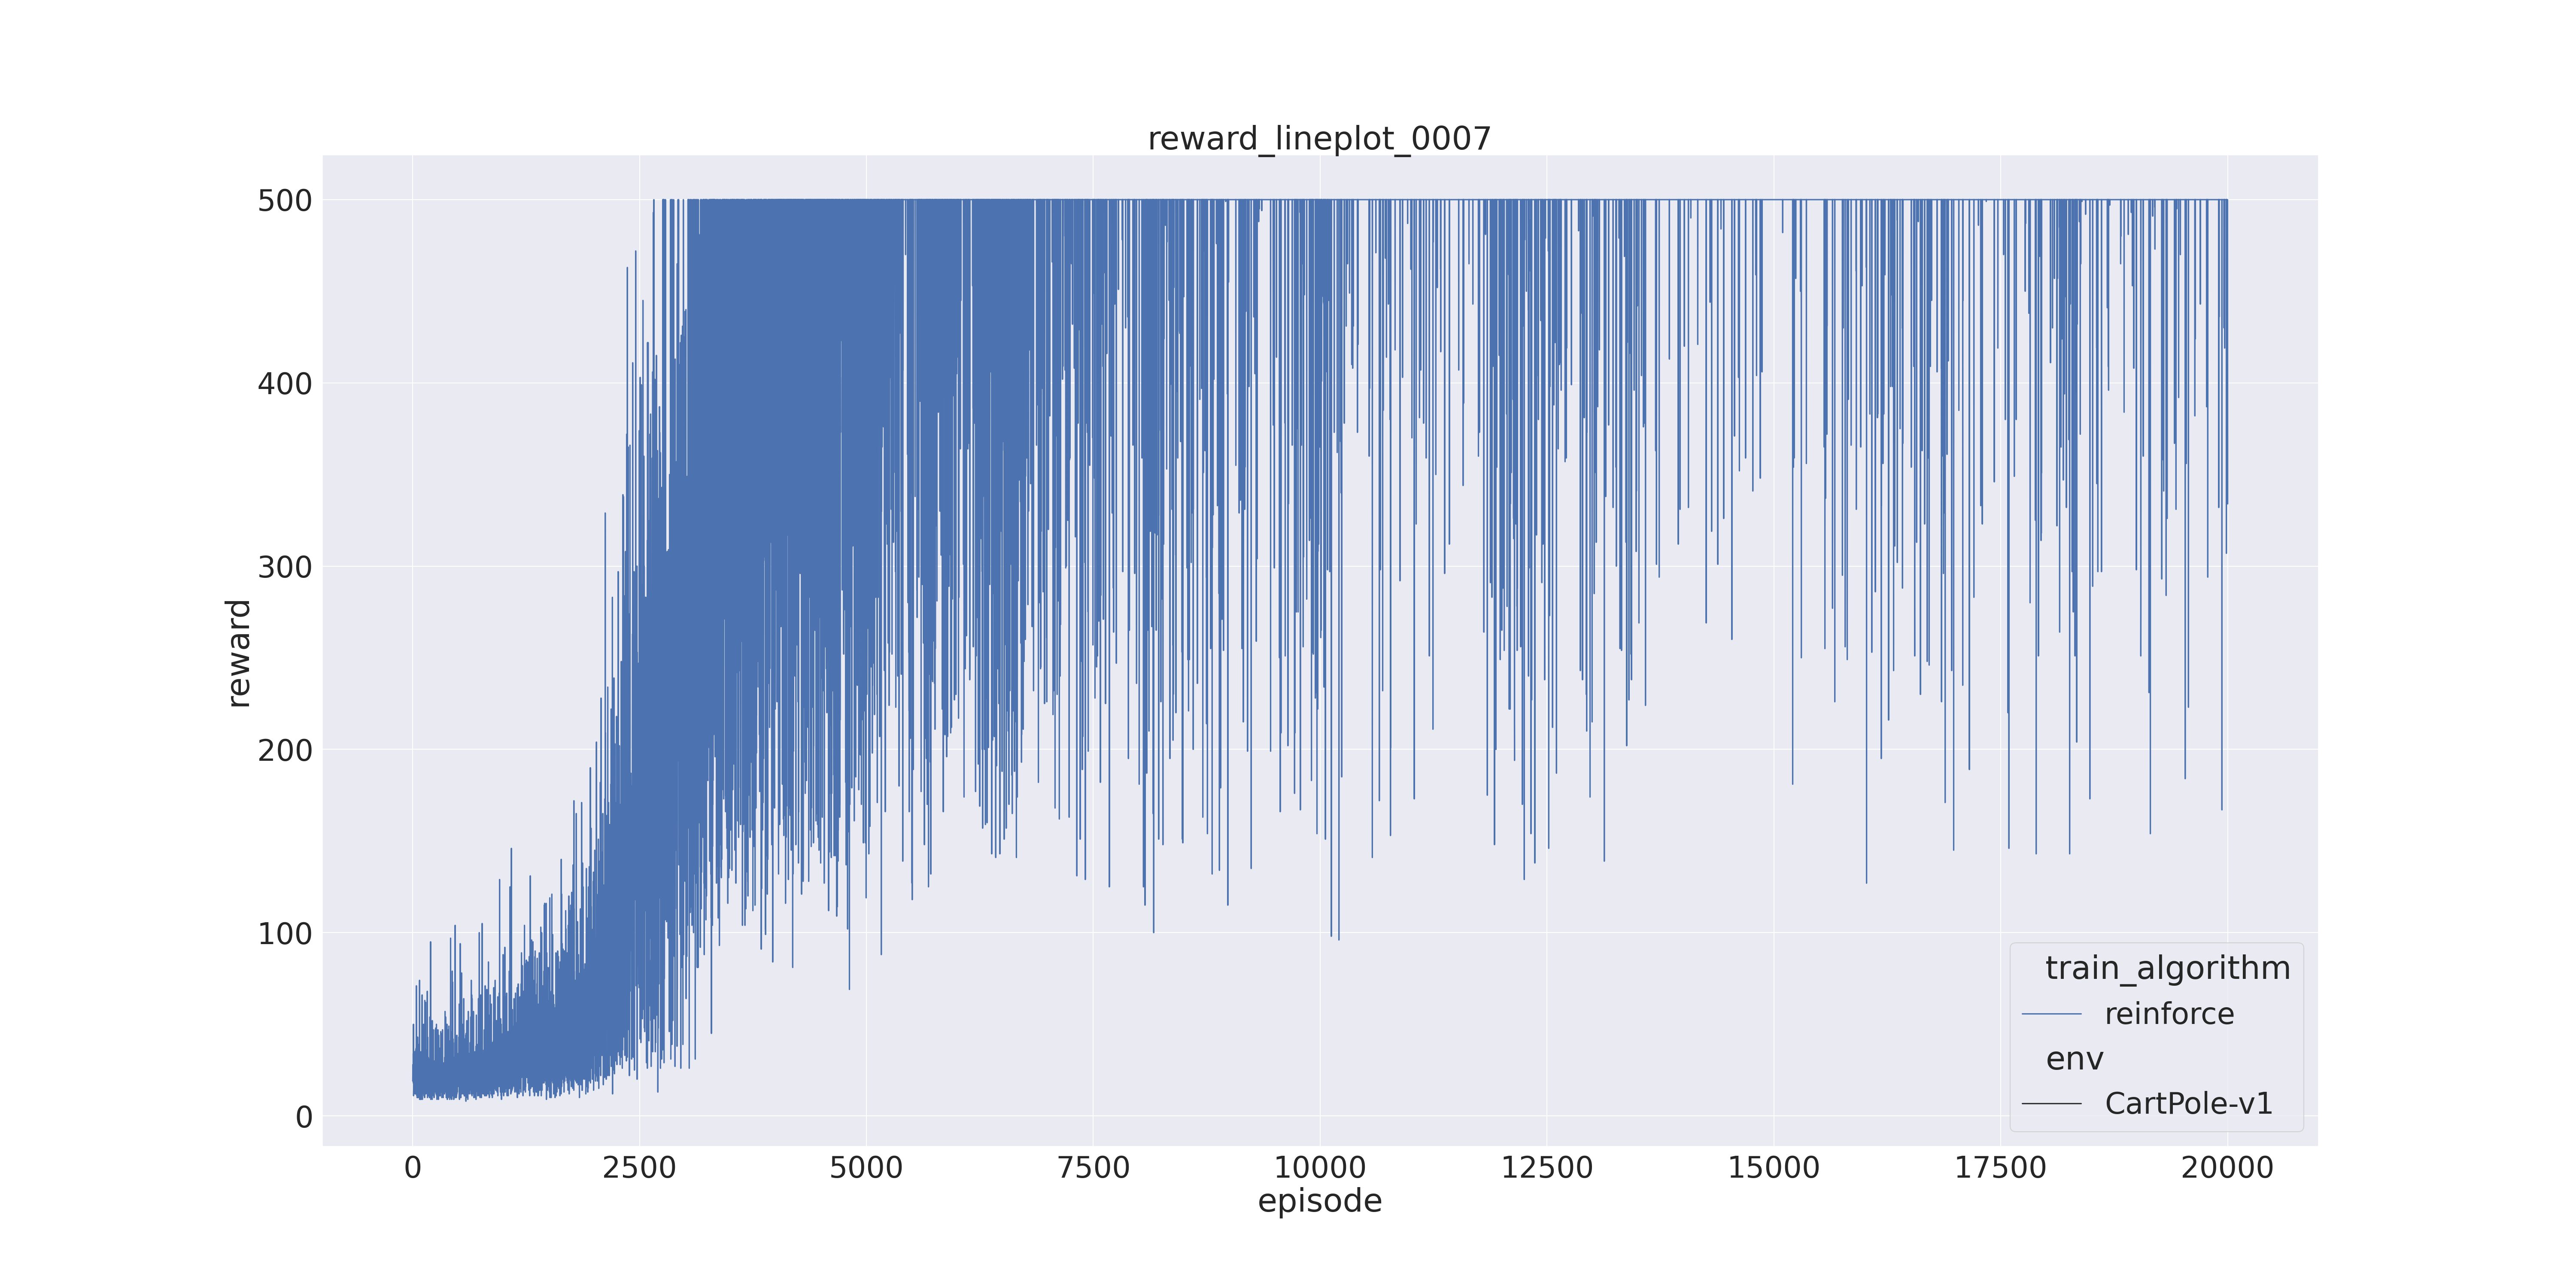 reward_lineplot_0007
500
400
300
200
100
0
reward
0 2500 5000 7500 10000 12500 15000 17500 20000
episode
train_algorithm
reinforce
env
CartPole-v1